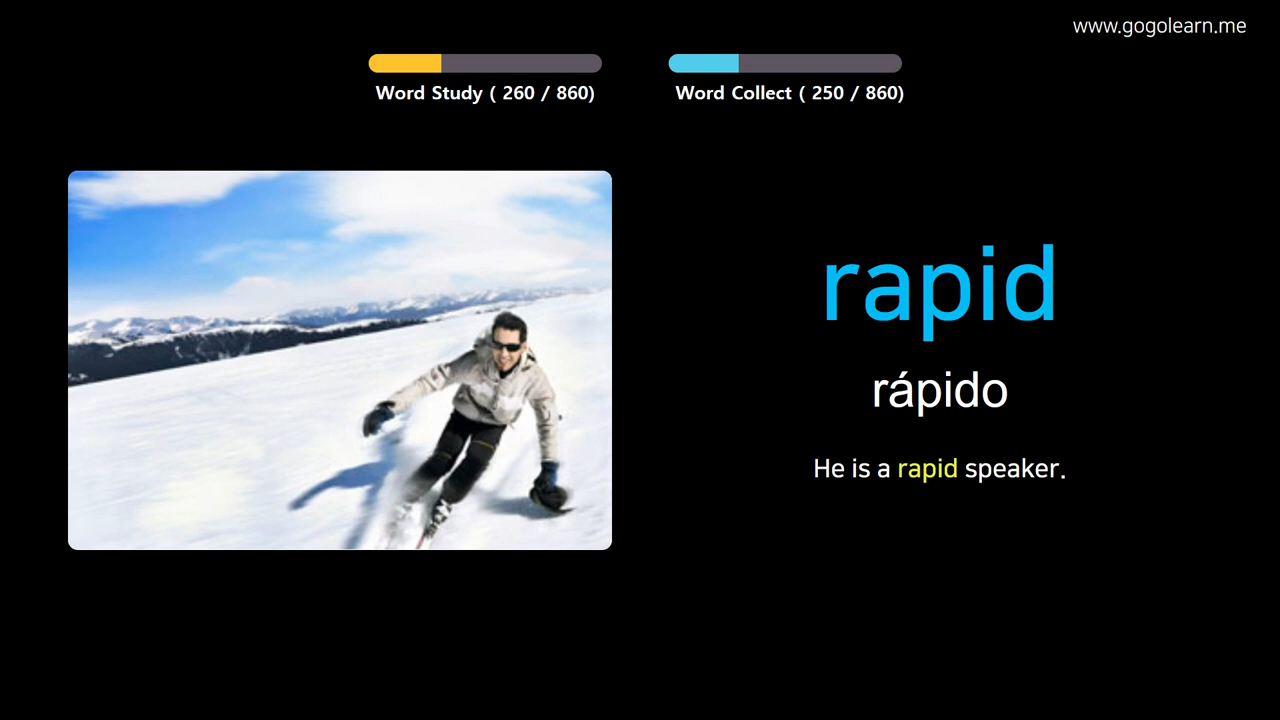 www.gogolearn.me
Word Study ( 260 / 860)
Word Collect ( 250 / 860)
rapid
rápido
He is a rapid speaker.